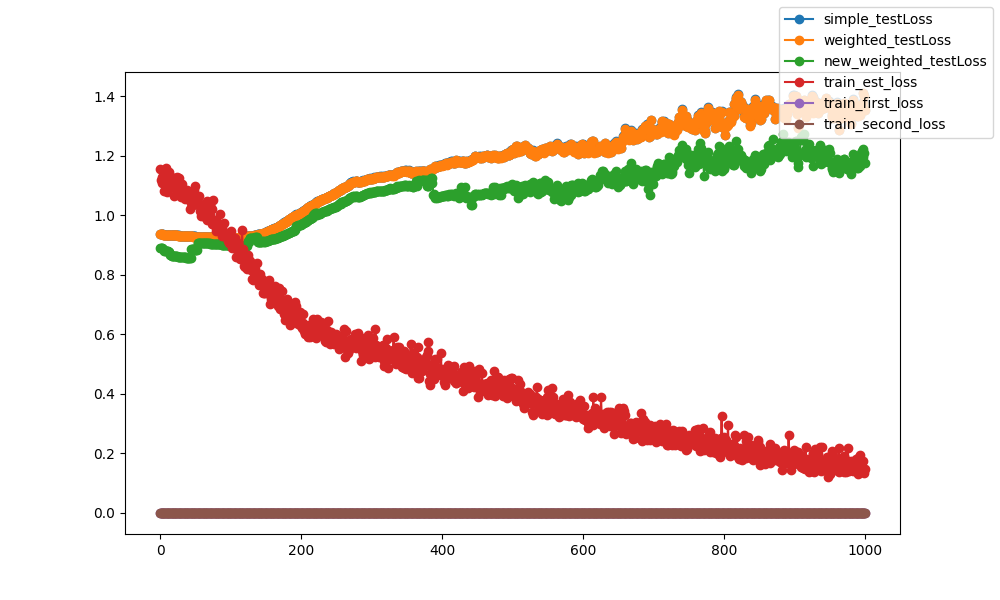 simple_testLoss
weighted_testLoss
new_weighted_testLoss
train_est_loss
train_first_loss
train_second_loss
1.4
1.2
1.0
0.8
0.6
0.4
0.2
0.0
0 200 400 600 800 1000